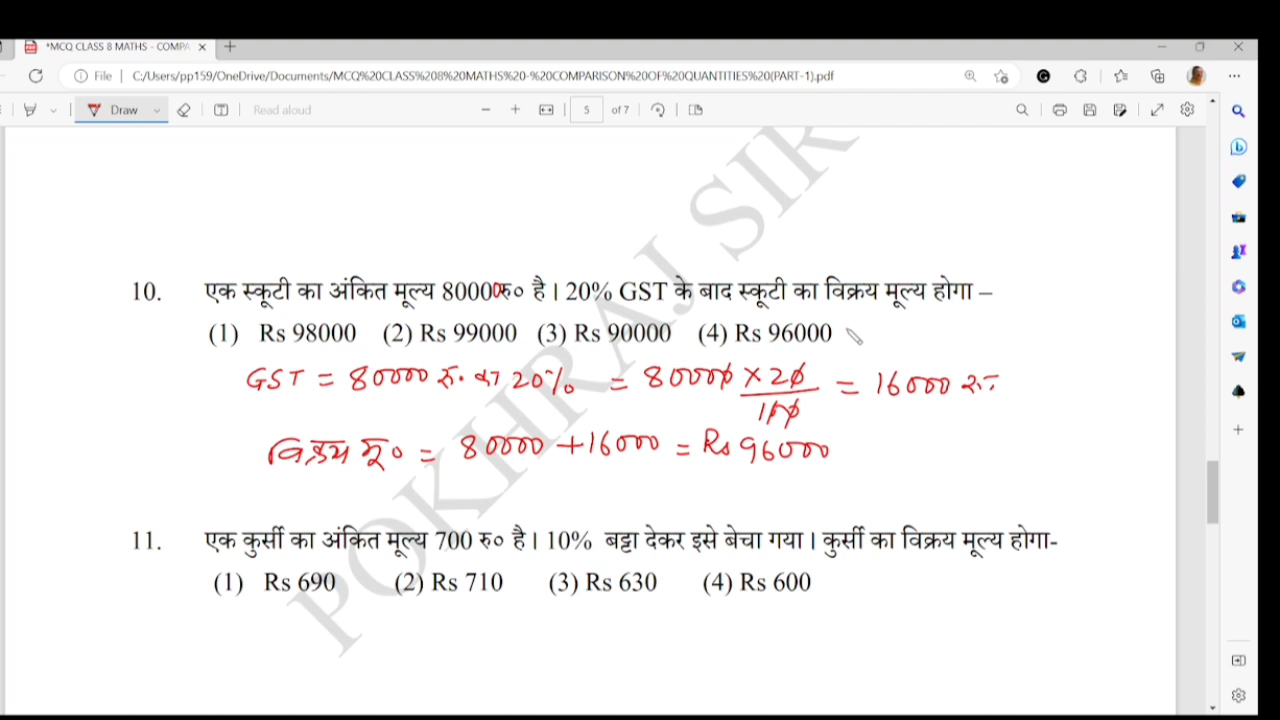 *MCQ CLASS 8 MATHS - COMPA
File | C:/Users/pp159/OneDrive/Documents/MCQ%20CLASS%208%20MATHS%20-%20COMPARISON%20OF%20QUANTITIES%20(PART-1).pdf
Draw Read aloud 5 of 7
POKHRAJ SIR
10. एक स्कूटी का अंकित मूल्य 80000रु० है। 20% GST के बाद स्कूटी का विक्रय मूल्य होगा –
(1) Rs 98000 (2) Rs 99000 (3) Rs 90000 (4) Rs 96000
GST = 80000 रु. का 20% = 80000 × 20 / 100 = 16000 रु.
विक्रय मू० = 80000 + 16000 = Rs 96000
11. एक कुर्सी का अंकित मूल्य 700 रु० है। 10% बट्टा देकर इसे बेचा गया। कुर्सी का विक्रय मूल्य होगा-
(1) Rs 690 (2) Rs 710 (3) Rs 630 (4) Rs 600